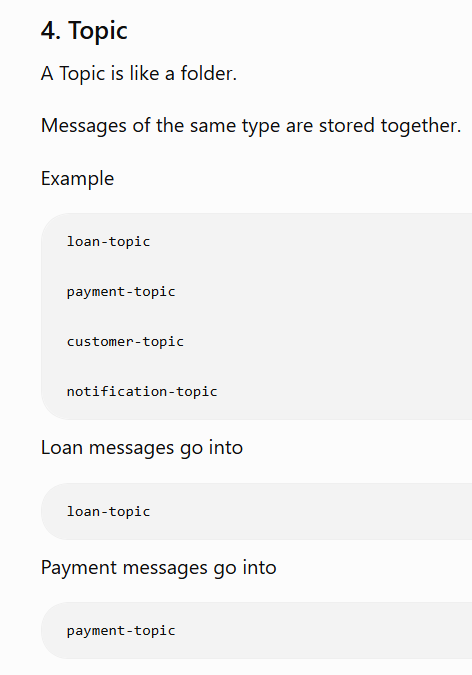 4. Topic
A Topic is like a folder.
Messages of the same type are stored together.
Example
loan-topic
payment-topic
customer-topic
notification-topic
Loan messages go into
loan-topic
Payment messages go into
payment-topic